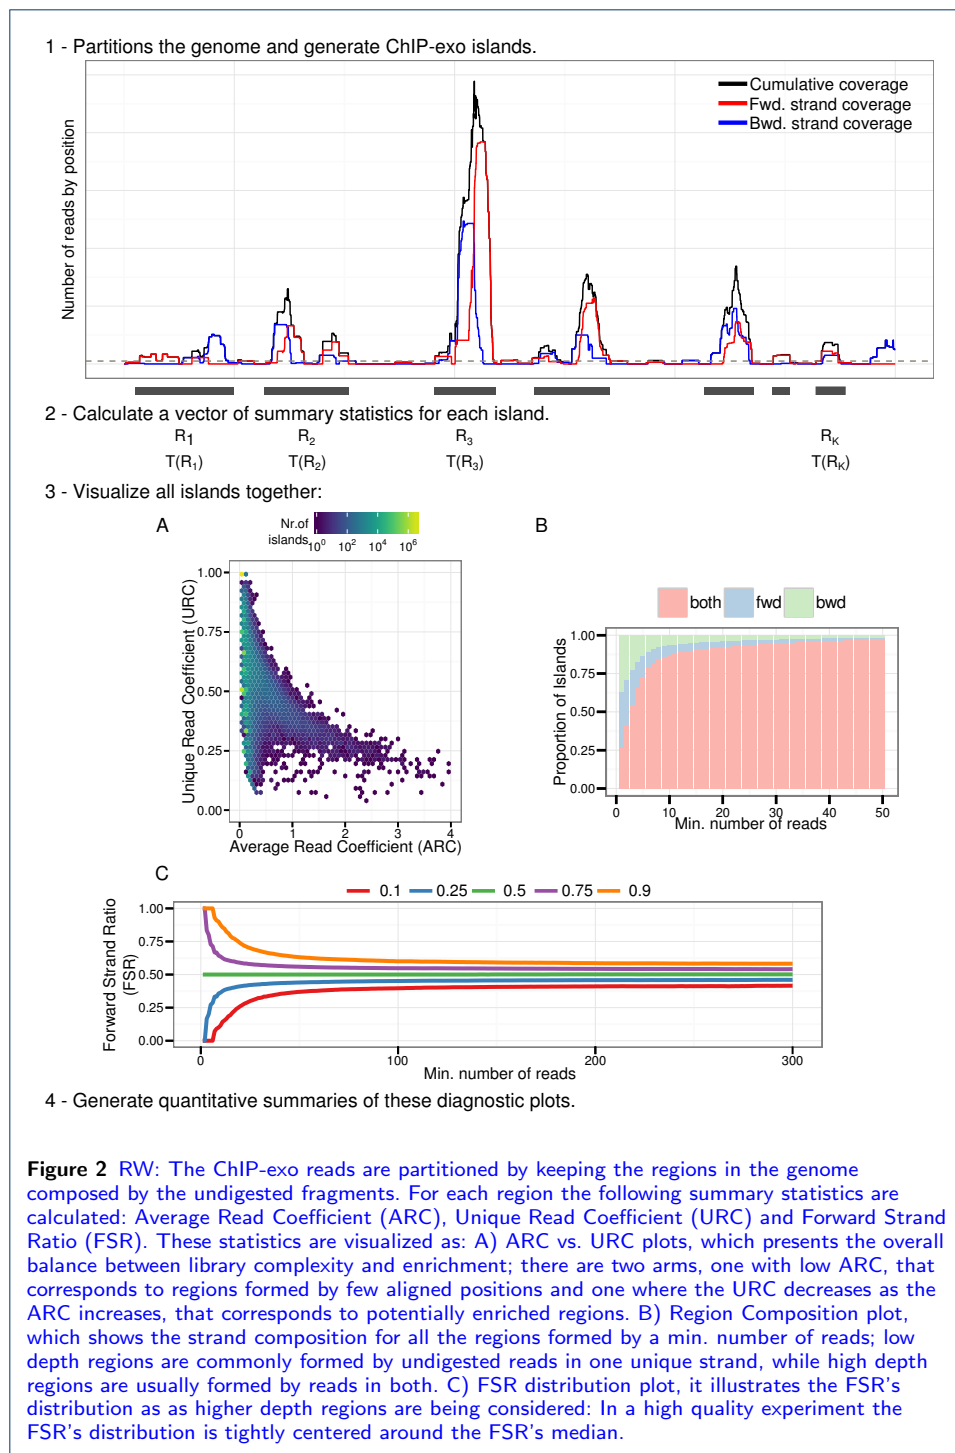 1 - Partitions the genome and generate ChIP-exo islands.
Number of reads by position
Cumulative coverage
Fwd. strand coverage
Bwd. strand coverage
2 - Calculate a vector of summary statistics for each island.
R1 R2 R3 RK
T(R1) T(R2) T(R3) T(RK)
3 - Visualize all islands together:
A
Nr.of
islands
10^0 10^2 10^4 10^6
Unique Read Coefficient (URC)
1.00
0.75
0.50
0.25
0.00
0 1 2 3 4
Average Read Coefficient (ARC)
B
both fwd bwd
Proportion of Islands
1.00
0.75
0.50
0.25
0.00
0 10 20 30 40 50
Min. number of reads
C
0.1 0.25 0.5 0.75 0.9
Forward Strand Ratio
(FSR)
1.00
0.75
0.50
0.25
0.00
0 100 200 300
Min. number of reads
4 - Generate quantitative summaries of these diagnostic plots.
Figure 2 RW: The ChIP-exo reads are partitioned by keeping the regions in the genome
composed by the undigested fragments. For each region the following summary statistics are
calculated: Average Read Coefficient (ARC), Unique Read Coefficient (URC) and Forward Strand
Ratio (FSR). These statistics are visualized as: A) ARC vs. URC plots, which presents the overall
balance between library complexity and enrichment; there are two arms, one with low ARC, that
corresponds to regions formed by few aligned positions and one where the URC decreases as the
ARC increases, that corresponds to potentially enriched regions. B) Region Composition plot,
which shows the strand composition for all the regions formed by a min. number of reads; low
depth regions are commonly formed by undigested reads in one unique strand, while high depth
regions are usually formed by reads in both. C) FSR distribution plot, it illustrates the FSR's
distribution as as higher depth regions are being considered: In a high quality experiment the
FSR's distribution is tightly centered around the FSR's median.